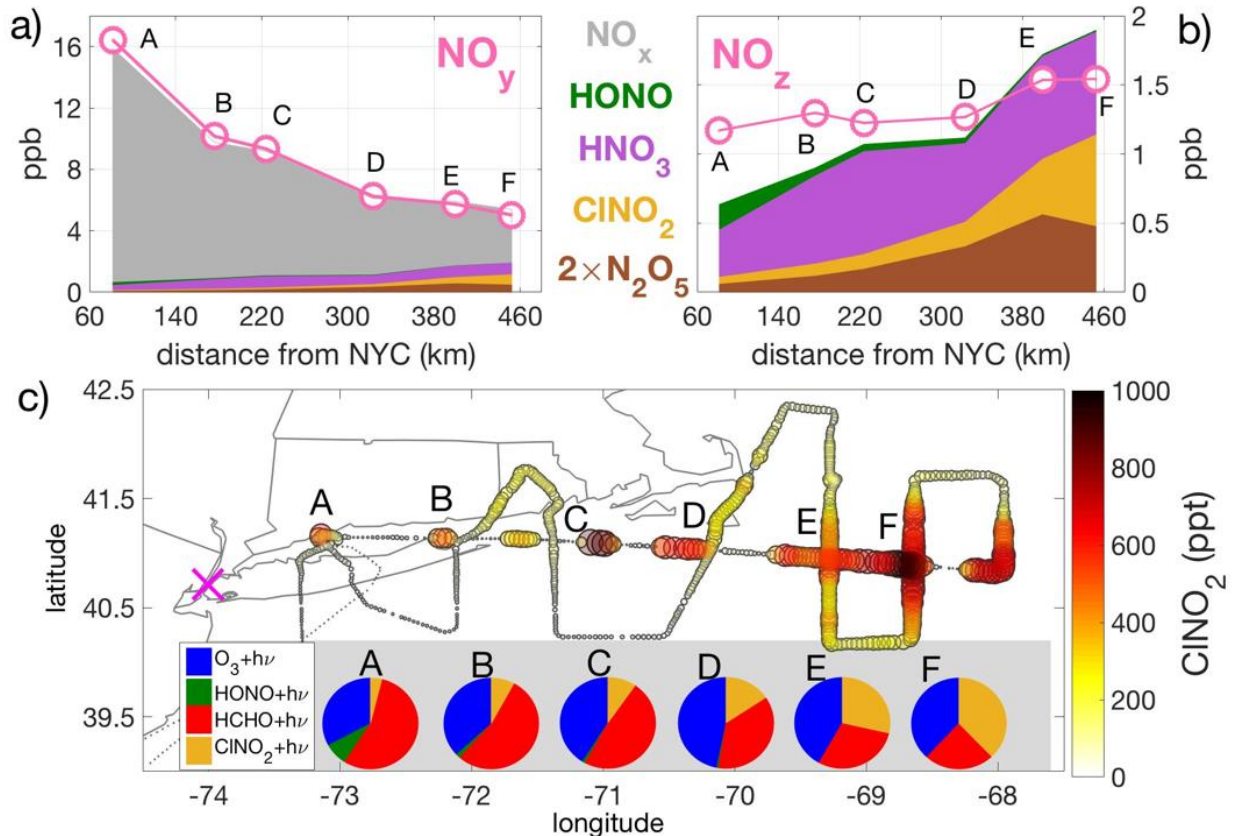 a)
16
12
8
4
0
ppb
A
B
C
D
E
F
NOy
60 140 220 300 380 460
distance from NYC (km)
NOx
HONO
HNO3
ClNO2
2×N2O5
b)
NOz
A
B
C
D
E
F
2
1.5
1
0.5
0
ppb
60 140 220 300 380 460
distance from NYC (km)
c)
42.5
41.5
40.5
39.5
latitude
A B C D E F
O3+hν
HONO+hν
HCHO+hν
ClNO2+hν
A B C D E F
-74 -73 -72 -71 -70 -69 -68
longitude
1000
800
600
400
200
0
ClNO2 (ppt)